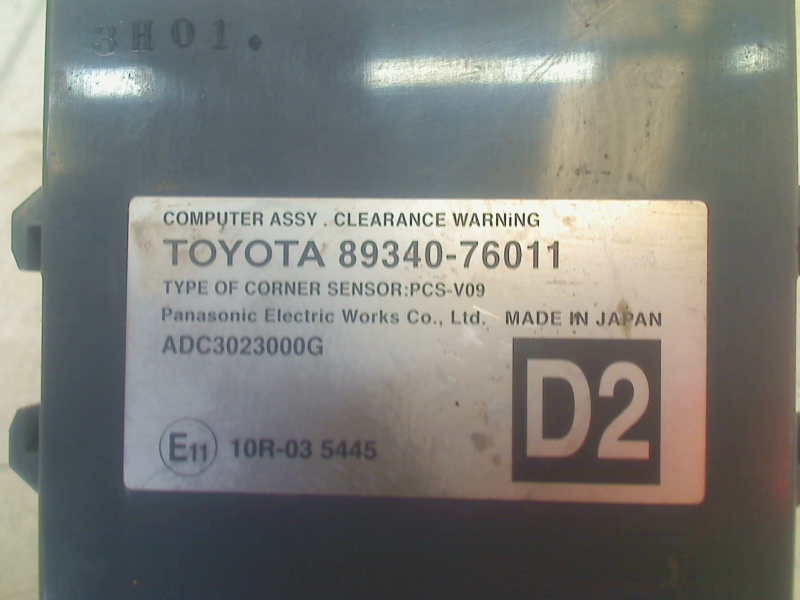 3H01.
COMPUTER ASSY . CLEARANCE WARNiNG
TOYOTA 89340-76011
TYPE OF CORNER SENSOR:PCS-V09
Panasonic Electric Works Co., Ltd. MADE IN JAPAN
ADC3023000G
D2
E11 10R-03 5445